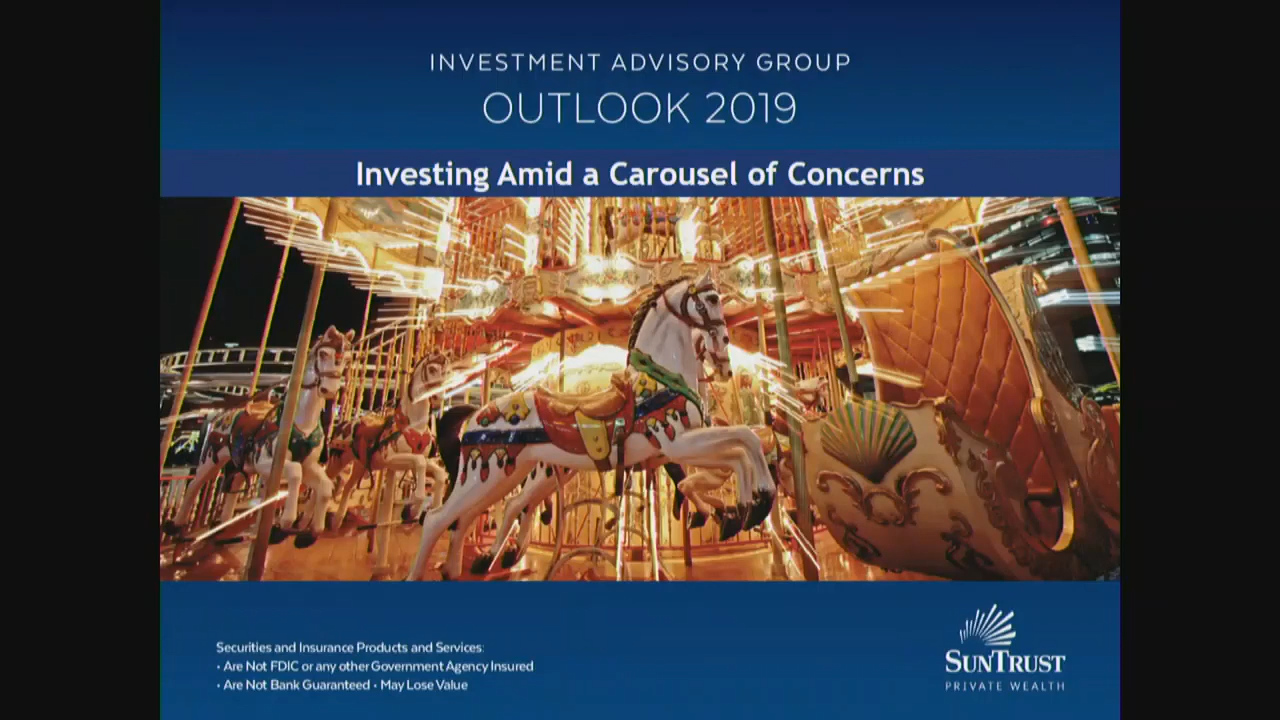 INVESTMENT ADVISORY GROUP
OUTLOOK 2019
Investing Amid a Carousel of Concerns
Securities and Insurance Products and Services:
• Are Not FDIC or any other Government Agency Insured
• Are Not Bank Guaranteed • May Lose Value
SUNTRUST
PRIVATE WEALTH